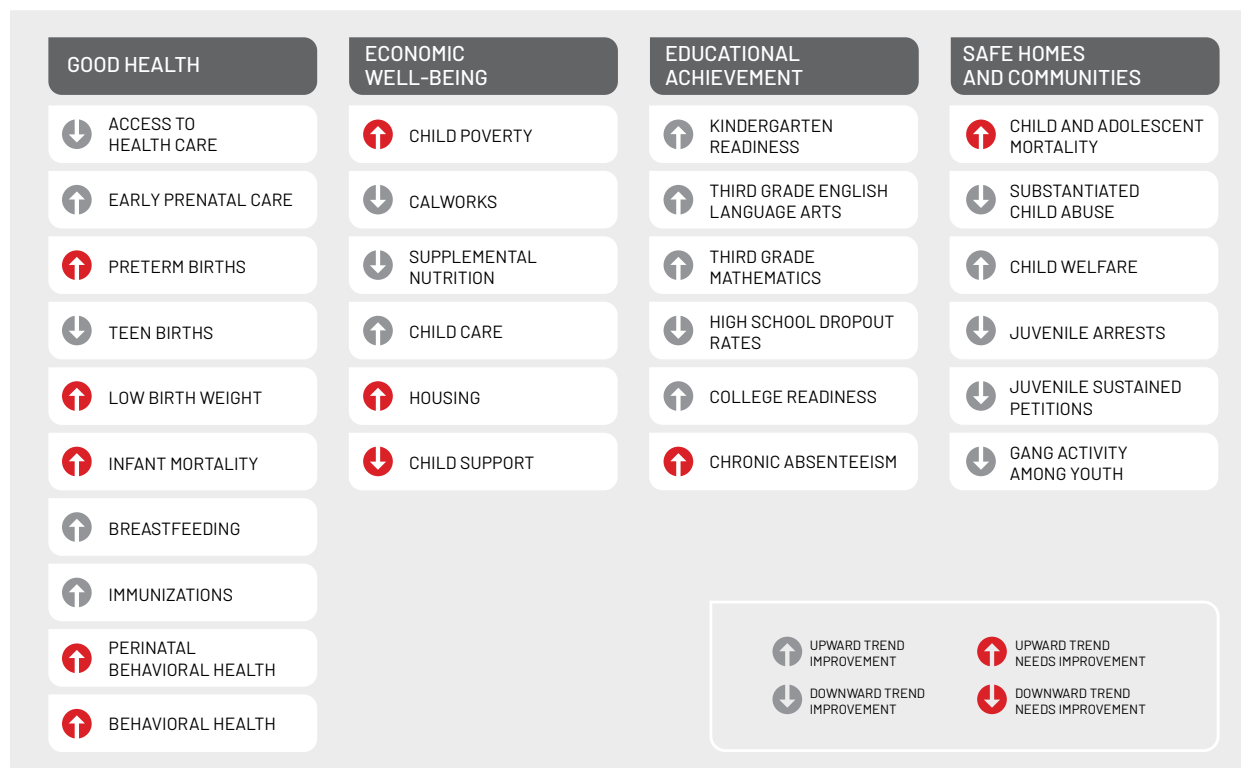 GOOD HEALTH
ACCESS TO
HEALTH CARE
EARLY PRENATAL CARE
PRETERM BIRTHS
TEEN BIRTHS
LOW BIRTH WEIGHT
INFANT MORTALITY
BREASTFEEDING
IMMUNIZATIONS
PERINATAL
BEHAVIORAL HEALTH
BEHAVIORAL HEALTH
ECONOMIC
WELL-BEING
CHILD POVERTY
CALWORKS
SUPPLEMENTAL
NUTRITION
CHILD CARE
HOUSING
CHILD SUPPORT
EDUCATIONAL
ACHIEVEMENT
KINDERGARTEN
READINESS
THIRD GRADE ENGLISH
LANGUAGE ARTS
THIRD GRADE
MATHEMATICS
HIGH SCHOOL DROPOUT
RATES
COLLEGE READINESS
CHRONIC ABSENTEEISM
SAFE HOMES
AND COMMUNITIES
CHILD AND ADOLESCENT
MORTALITY
SUBSTANTIATED
CHILD ABUSE
CHILD WELFARE
JUVENILE ARRESTS
JUVENILE SUSTAINED
PETITIONS
GANG ACTIVITY
AMONG YOUTH
UPWARD TREND
IMPROVEMENT
DOWNWARD TREND
IMPROVEMENT
UPWARD TREND
NEEDS IMPROVEMENT
DOWNWARD TREND
NEEDS IMPROVEMENT